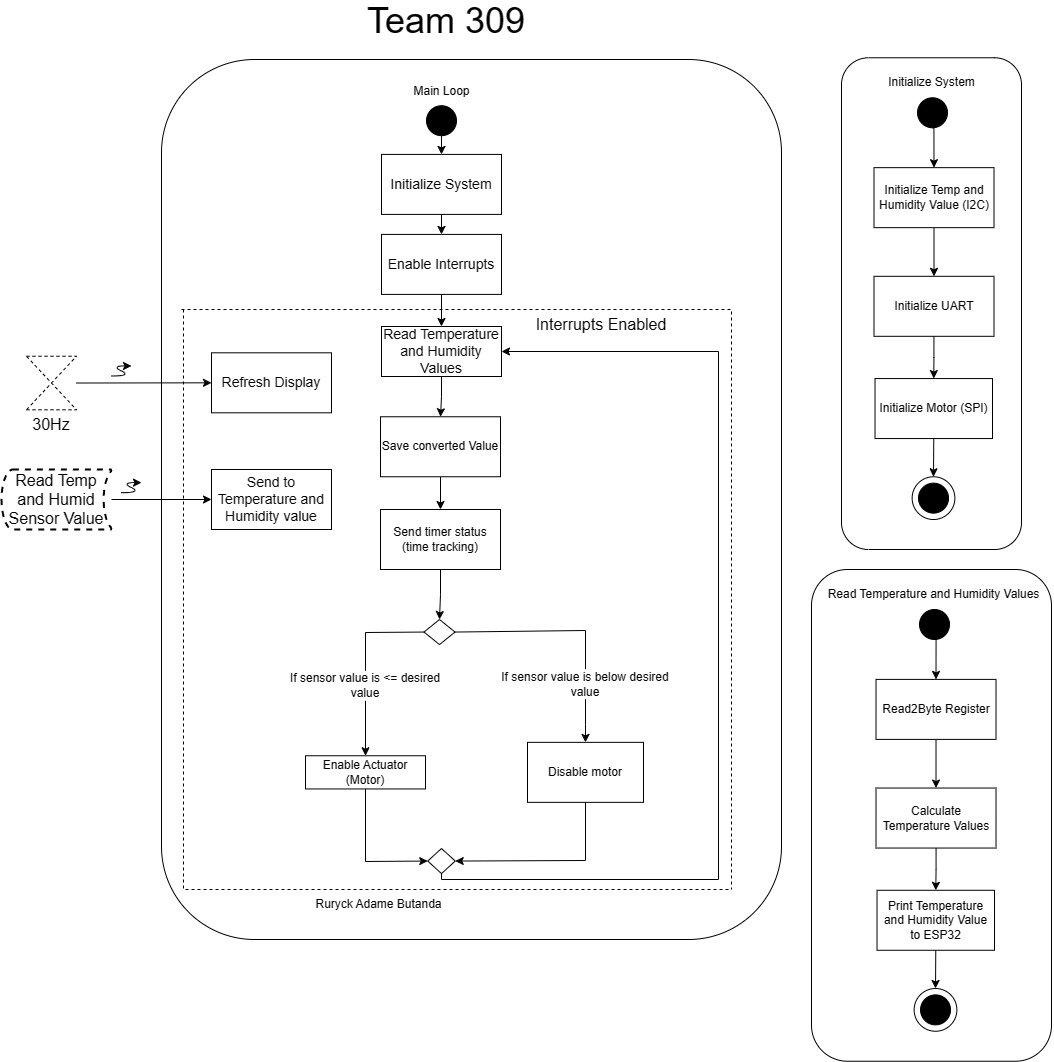 Team 309
Main Loop
Initialize System
Enable Interrupts
Interrupts Enabled
Read Temperature
and Humidity
Values
Refresh Display
30Hz
Save converted Value
Read Temp
and Humid
Sensor Value
Send to
Temperature and
Humidity value
Send timer status
(time tracking)
If sensor value is <= desired
value
If sensor value is below desired
value
Enable Actuator
(Motor)
Disable motor
Ruryck Adame Butanda
Initialize System
Initialize Temp and
Humidity Value (I2C)
Initialize UART
Initialize Motor (SPI)
Read Temperature and Humidity Values
Read2Byte Register
Calculate
Temperature Values
Print Temperature
and Humidity Value
to ESP32